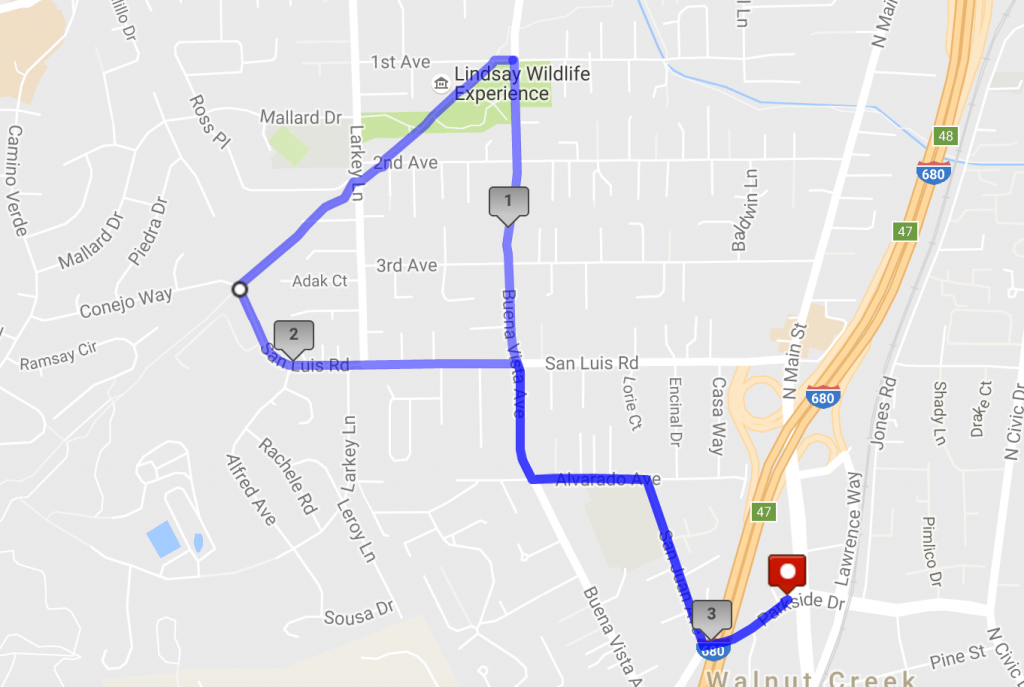 dillo Dr
Ln
N Main
1st Ave
Lindsay Wildlife
Experience
Ross Pl
Mallard Dr
Camino Verde
Larkey Ln
2nd Ave
48
680
1
47
Baldwin Ln
Mallard Dr
Piedra Dr
3rd Ave
Adak Ct
Conejo Way
Buena Vista Ave
2
Ramsay Cir
San Luis Rd
San Luis Rd
N Main St
680
Lorie Ct
Encinal Dr
Casa Way
Jones Rd
Shady Ln
Drake Ct
N Civic Dr
Larkey Ln
Rachele Rd
Alfred Ave
Alvarado Ave
Leroy Ln
47
Lawrence Way
Pimlico Dr
San Juan
Buena Vista A
Sousa Dr
3
Parkside Dr
680
N Civic D
Pine St
Walnut Creek